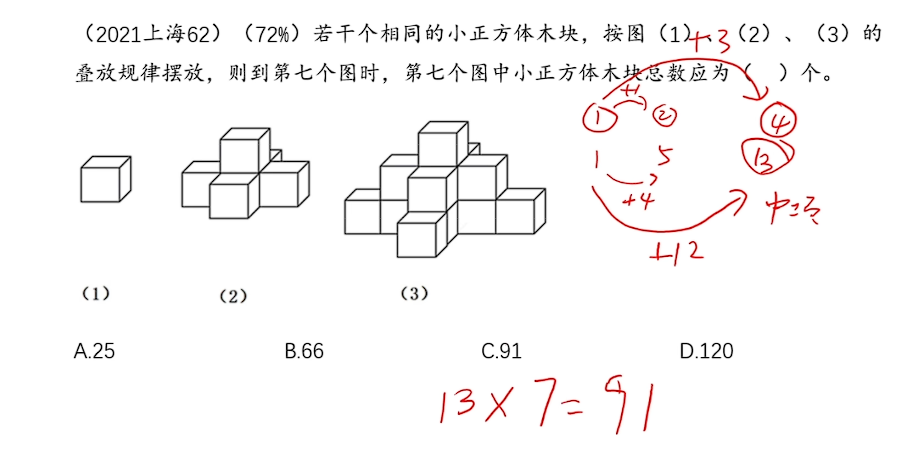 （2021上海62）（72%）若干个相同的小正方体木块，按图（1）、（2）、（3）的
叠放规律摆放，则到第七个图时，第七个图中小正方体木块总数应为（ ）个。
+3
+1
① ② ④
1 5 13
+4
中=3
+12
（1） （2） （3）
A.25 B.66 C.91 D.120
13×7=91